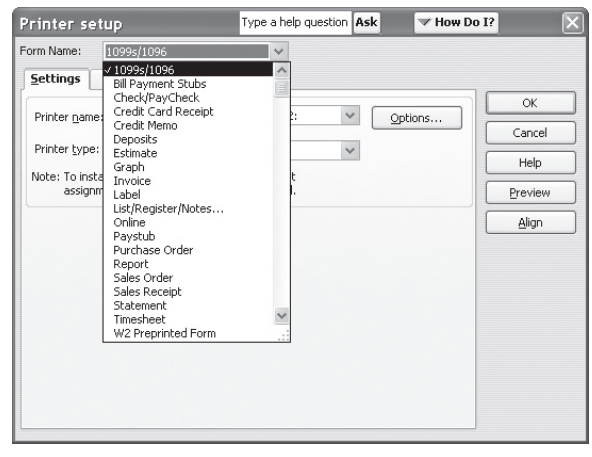 Printer setup
Type a help question Ask
How Do I?
Form Name: 1099s/1096
Settings
1099s/1096
Bill Payment Stubs
Check/PayCheck
Credit Card Receipt
Credit Memo
Deposits
Estimate
Graph
Invoice
Label
List/Register/Notes...
Online
Paystub
Purchase Order
Report
Sales Order
Sales Receipt
Statement
Timesheet
W2 Preprinted Form
Printer name:
Options...
Printer type:
Note: To insta
OK
Cancel
Help
Preview
Align